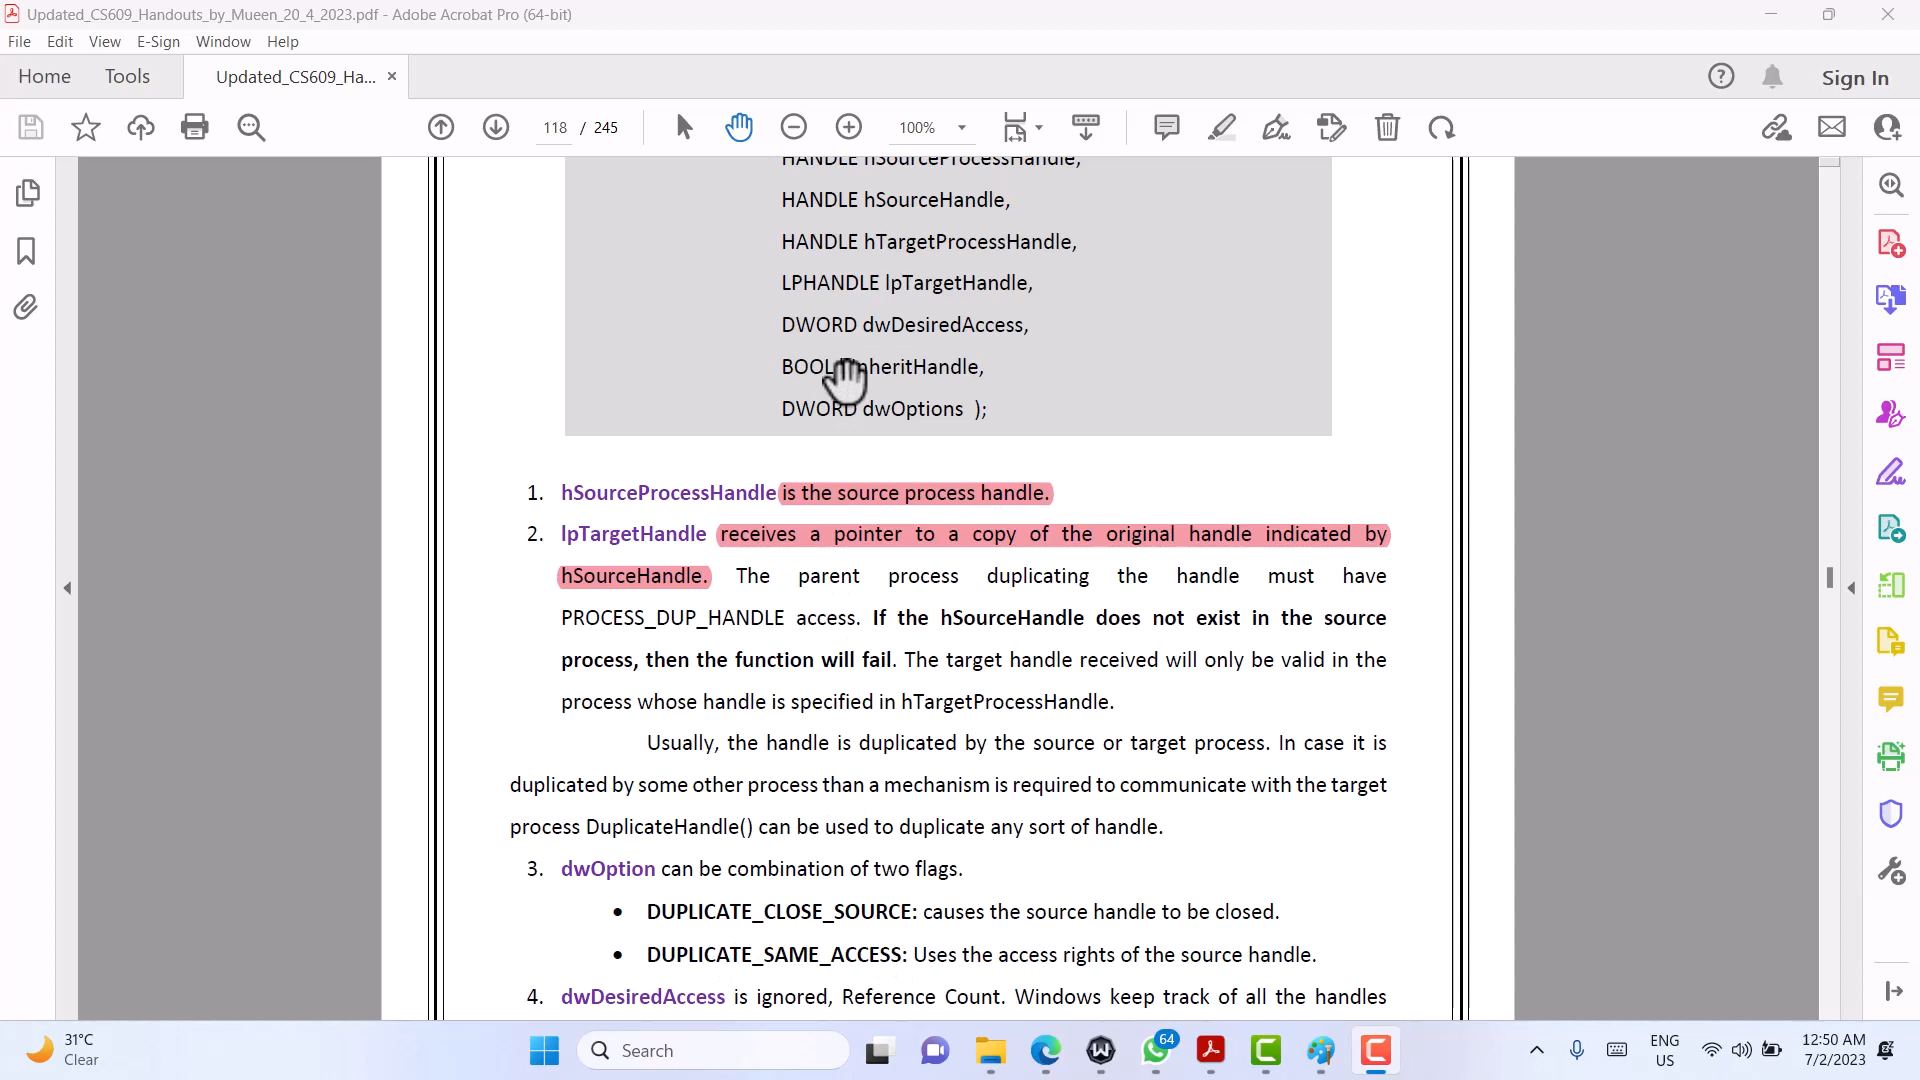 Updated_CS609_Handouts_by_Mueen_20_4_2023.pdf - Adobe Acrobat Pro (64-bit)
File Edit View E-Sign Window Help
Home Tools Updated_CS609_Ha... × Sign In
118 / 245 100%
HANDLE hSourceProcessHandle,
HANDLE hSourceHandle,
HANDLE hTargetProcessHandle,
LPHANDLE lpTargetHandle,
DWORD dwDesiredAccess,
BOOL
DWORD dwOptions );
1. hSourceProcessHandle is the source process handle.
2. lpTargetHandle receives a pointer to a copy of the original handle indicated by
hSourceHandle. The parent process duplicating the handle must have
PROCESS_DUP_HANDLE access. If the hSourceHandle does not exist in the source
process, then the function will fail. The target handle received will only be valid in the
process whose handle is specified in hTargetProcessHandle.
Usually, the handle is duplicated by the source or target process. In case it is
duplicated by some other process than a mechanism is required to communicate with the target
process DuplicateHandle() can be used to duplicate any sort of handle.
3. dwOption can be combination of two flags.
• DUPLICATE_CLOSE_SOURCE: causes the source handle to be closed.
• DUPLICATE_SAME_ACCESS: Uses the access rights of the source handle.
4. dwDesiredAccess is ignored, Reference Count. Windows keep track of all the handles
31°C
Clear
Search
64
ENG
US
12:50 AM
7/2/2023